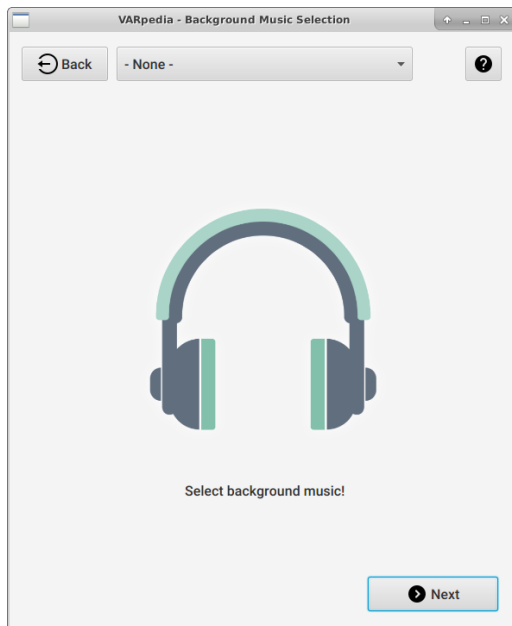 VARpedia - Background Music Selection
Back
- None -
Select background music!
Next